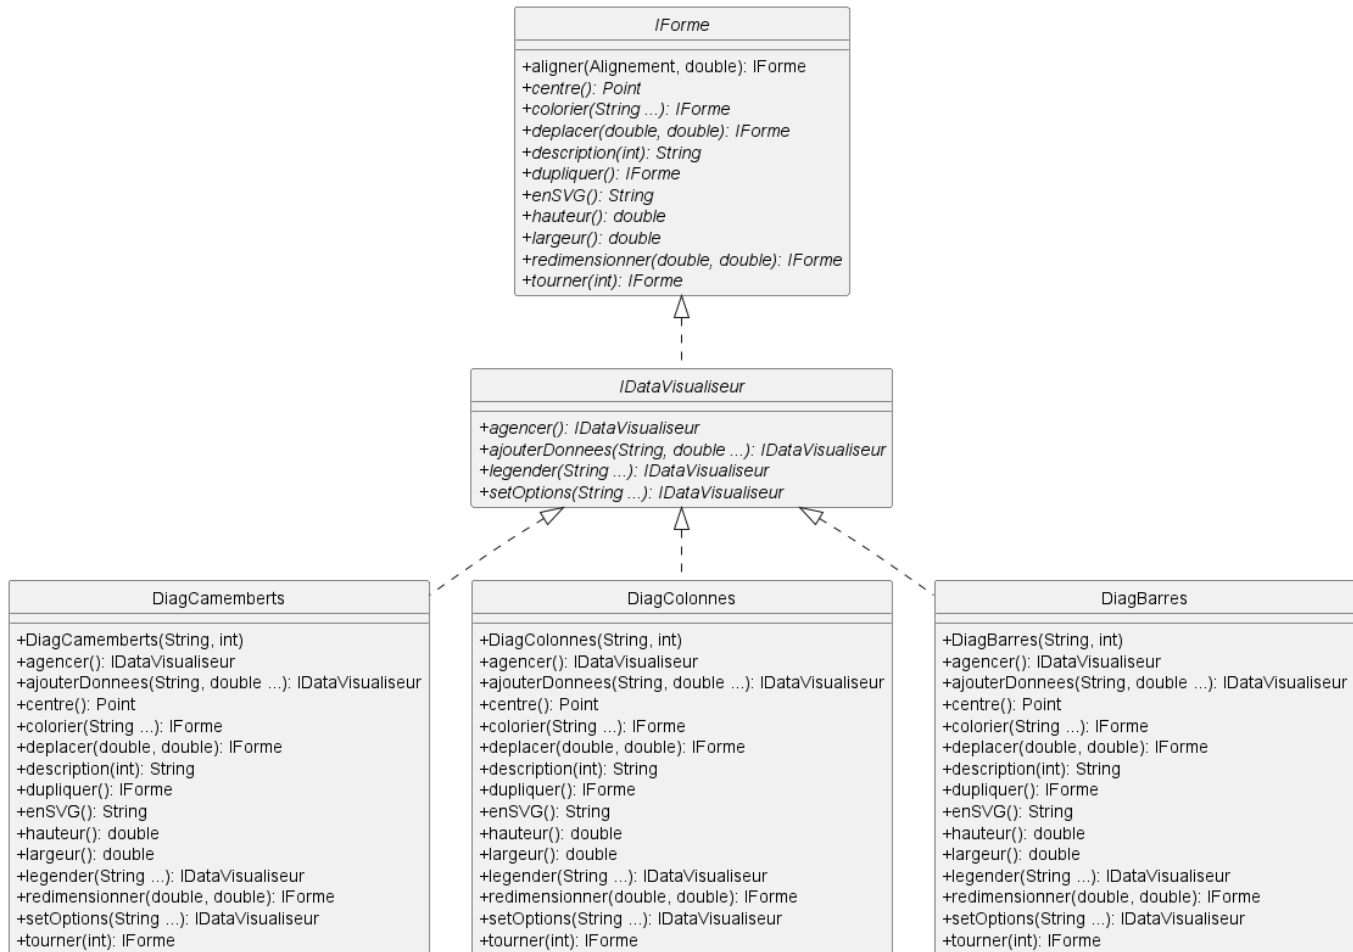 IForme
+aligner(Alignement, double): IForme
+centre(): Point
+colorier(String ...): IForme
+deplacer(double, double): IForme
+description(int): String
+dupliquer(): IForme
+enSVG(): String
+hauteur(): double
+largeur(): double
+redimensionner(double, double): IForme
+tourner(int): IForme
IDataVisualiseur
+agencer(): IDataVisualiseur
+ajouterDonnees(String, double ...): IDataVisualiseur
+legender(String ...): IDataVisualiseur
+setOptions(String ...): IDataVisualiseur
DiagCamemberts
+DiagCamemberts(String, int)
+agencer(): IDataVisualiseur
+ajouterDonnees(String, double ...): IDataVisualiseur
+centre(): Point
+colorier(String ...): IForme
+deplacer(double, double): IForme
+description(int): String
+dupliquer(): IForme
+enSVG(): String
+hauteur(): double
+largeur(): double
+legender(String ...): IDataVisualiseur
+redimensionner(double, double): IForme
+setOptions(String ...): IDataVisualiseur
+tourner(int): IForme
DiagColonnes
+DiagColonnes(String, int)
+agencer(): IDataVisualiseur
+ajouterDonnees(String, double ...): IDataVisualiseur
+centre(): Point
+colorier(String ...): IForme
+deplacer(double, double): IForme
+description(int): String
+dupliquer(): IForme
+enSVG(): String
+hauteur(): double
+largeur(): double
+legender(String ...): IDataVisualiseur
+redimensionner(double, double): IForme
+setOptions(String ...): IDataVisualiseur
+tourner(int): IForme
DiagBarres
+DiagBarres(String, int)
+agencer(): IDataVisualiseur
+ajouterDonnees(String, double ...): IDataVisualiseur
+centre(): Point
+colorier(String ...): IForme
+deplacer(double, double): IForme
+description(int): String
+dupliquer(): IForme
+enSVG(): String
+hauteur(): double
+largeur(): double
+legender(String ...): IDataVisualiseur
+redimensionner(double, double): IForme
+setOptions(String ...): IDataVisualiseur
+tourner(int): IForme